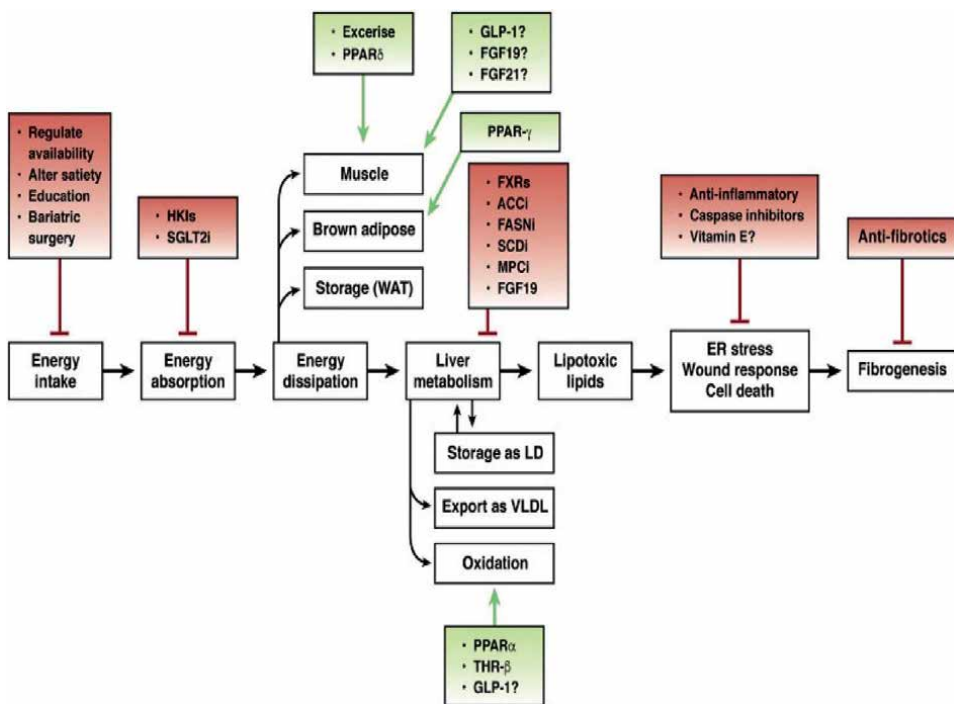 • Excerise
• PPARδ
• GLP-1?
• FGF19?
• FGF21?
• Regulate
availability
• Alter satiety
• Education
• Bariatric
surgery
• HKIs
• SGLT2i
PPAR-γ
Muscle
Brown adipose
Storage (WAT)
• FXRs
• ACCi
• FASNi
• SCDi
• MPCi
• FGF19
• Anti-inflammatory
• Caspase inhibitors
• Vitamin E?
Anti-fibrotics
Energy
intake
Energy
absorption
Energy
dissipation
Liver
metabolism
Lipotoxic
lipids
ER stress
Wound response
Cell death
Fibrogenesis
Storage as LD
Export as VLDL
Oxidation
• PPARα
• THR-β
• GLP-1?